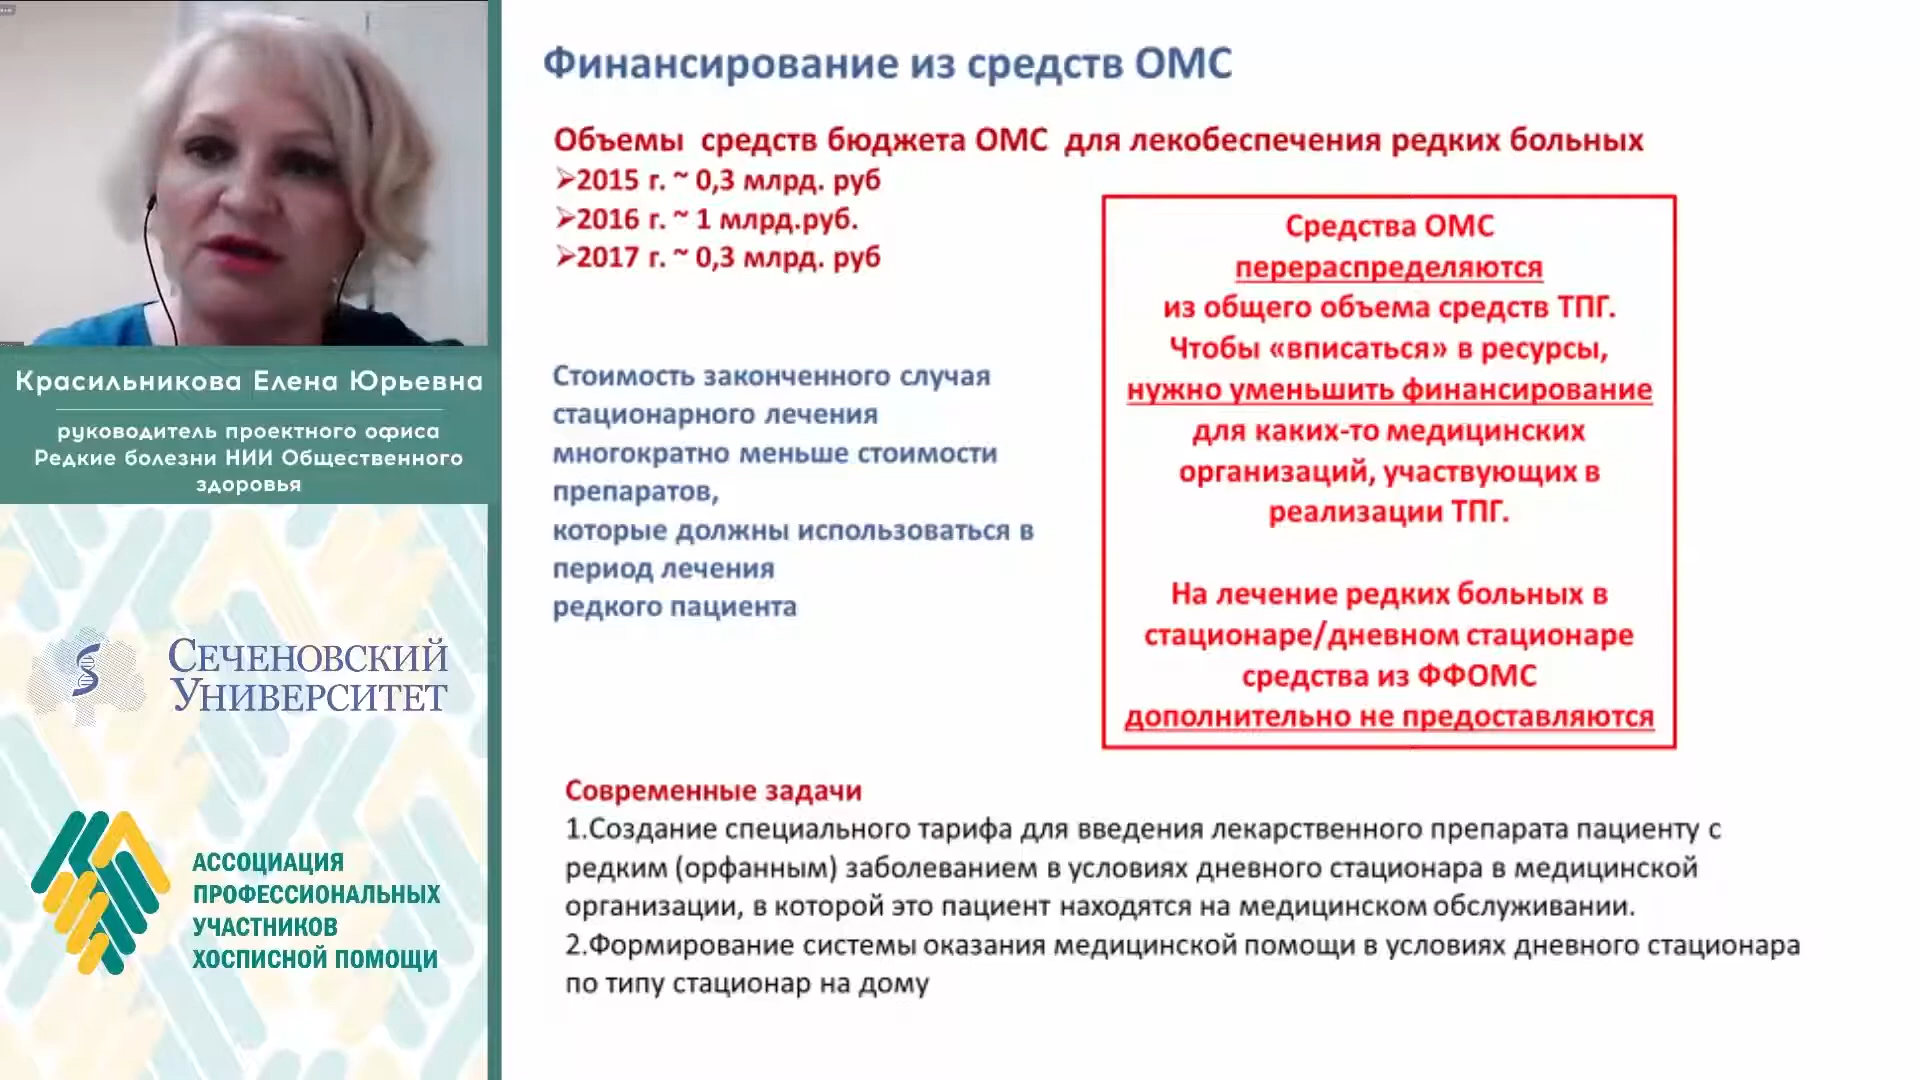 Красильникова Елена Юрьевна
руководитель проектного офиса
Редкие болезни НИИ Общественного
здоровья
СЕЧЕНОВСКИЙ
УНИВЕРСИТЕТ
АССОЦИАЦИЯ
ПРОФЕССИОНАЛЬНЫХ
УЧАСТНИКОВ
ХОСПИСНОЙ ПОМОЩИ
Финансирование из средств ОМС
Объемы средств бюджета ОМС для лекобеспечения редких больных
➢2015 г. ~ 0,3 млрд. руб
➢2016 г. ~ 1 млрд.руб.
➢2017 г. ~ 0,3 млрд. руб
Стоимость законченного случая
стационарного лечения
многократно меньше стоимости
препаратов,
которые должны использоваться в
период лечения
редкого пациента
Средства ОМС
перераспределяются
из общего объема средств ТПГ.
Чтобы «вписаться» в ресурсы,
нужно уменьшить финансирование
для каких-то медицинских
организаций, участвующих в
реализации ТПГ.
На лечение редких больных в
стационаре/дневном стационаре
средства из ФФОМС
дополнительно не предоставляются
Современные задачи
1.Создание специального тарифа для введения лекарственного препарата пациенту с
редким (орфанным) заболеванием в условиях дневного стационара в медицинской
организации, в которой это пациент находятся на медицинском обслуживании.
2.Формирование системы оказания медицинской помощи в условиях дневного стационара
по типу стационар на дому